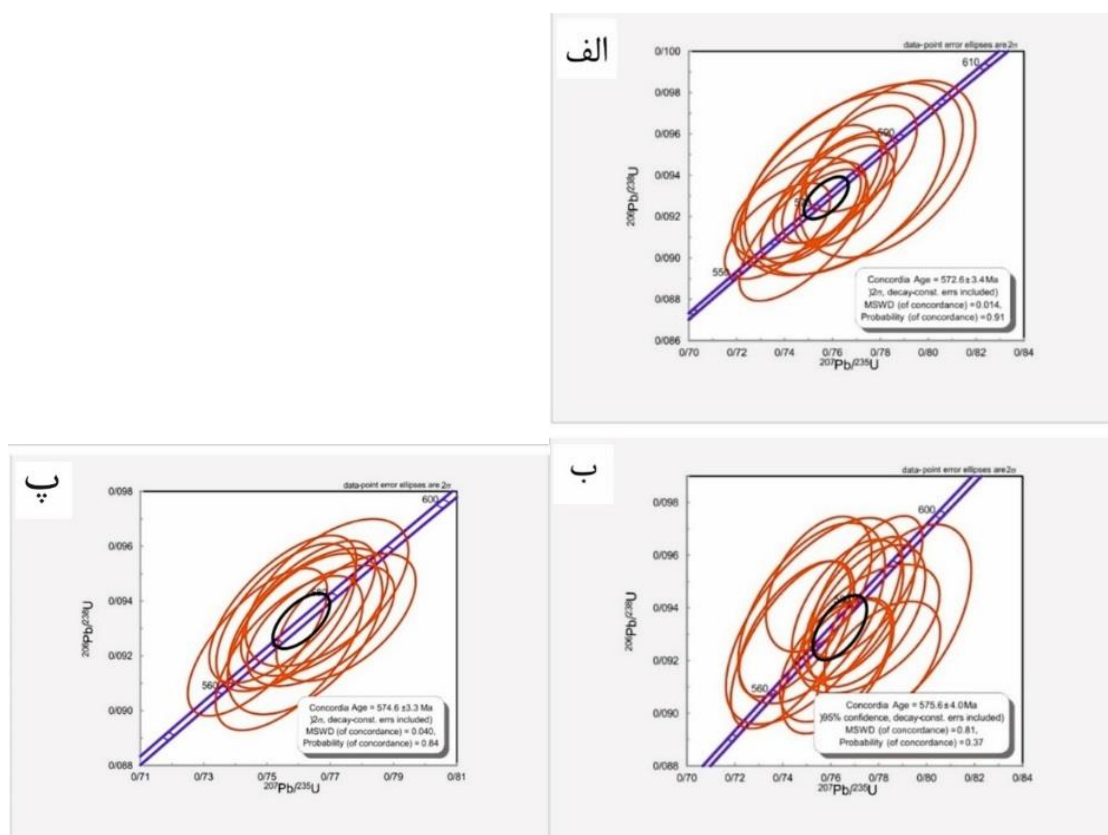 الف
data-point error ellipses are 2σ
0/100
610
0/098
0/096
590
0/094
0/092
0/090
0/088
0/086
206Pb/238U
Concordia Age = 572.6±3.4 Ma
)2σ, decay-const. errs included)
MSWD (of concordance) = 0.014,
Probability (of concordance) = 0.91
0/70 0/72 0/74 0/76 0/78 0/80 0/82 0/84
207Pb/235U
ب
data-point error ellipses are 2σ
600
0/098
0/096
0/094
0/092
560
0/090
0/088
206Pb/238U
Concordia Age = 575.6±4.0 Ma
)95% confidence, decay-const. errs included)
MSWD (of concordance) = 0.81,
Probability (of concordance) = 0.37
0/70 0/72 0/74 0/76 0/78 0/80 0/82 0/84
207Pb/235U
پ
data-point error ellipses are 2σ
0/098
600
0/096
0/094
0/092
560
0/090
0/088
206Pb/238U
Concordia Age = 574.6 ±3.3 Ma
)2σ, decay-const. errs included)
MSWD (of concordance) = 0.040,
Probability (of concordance) = 0.84
0/71 0/73 0/75 0/77 0/79 0/81
207Pb/235U